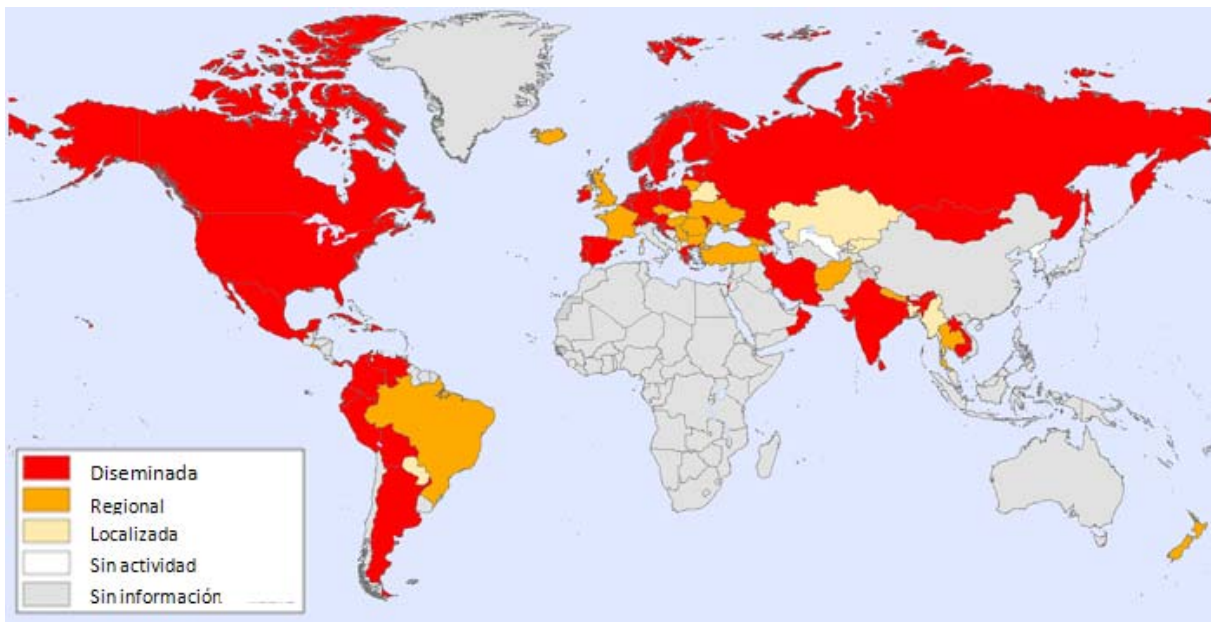 Diseminada
Regional
Localizada
Sin actividad
Sin información